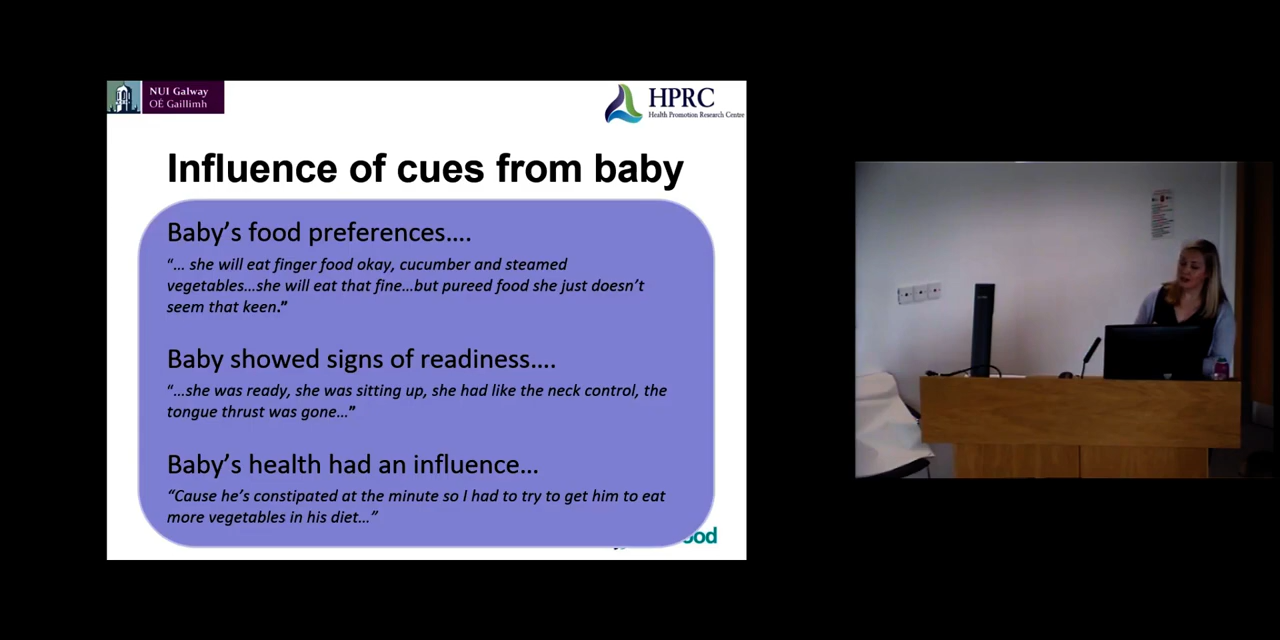 NUI Galway
OÉ Gaillimh
HPRC
Health Promotion Research Centre
Influence of cues from baby
Baby’s food preferences….
“… she will eat finger food okay, cucumber and steamed
vegetables…she will eat that fine…but pureed food she just doesn’t
seem that keen.”
Baby showed signs of readiness….
“…she was ready, she was sitting up, she had like the neck control, the
tongue thrust was gone…”
Baby’s health had an influence…
“Cause he’s constipated at the minute so I had to try to get him to eat
more vegetables in his diet…”